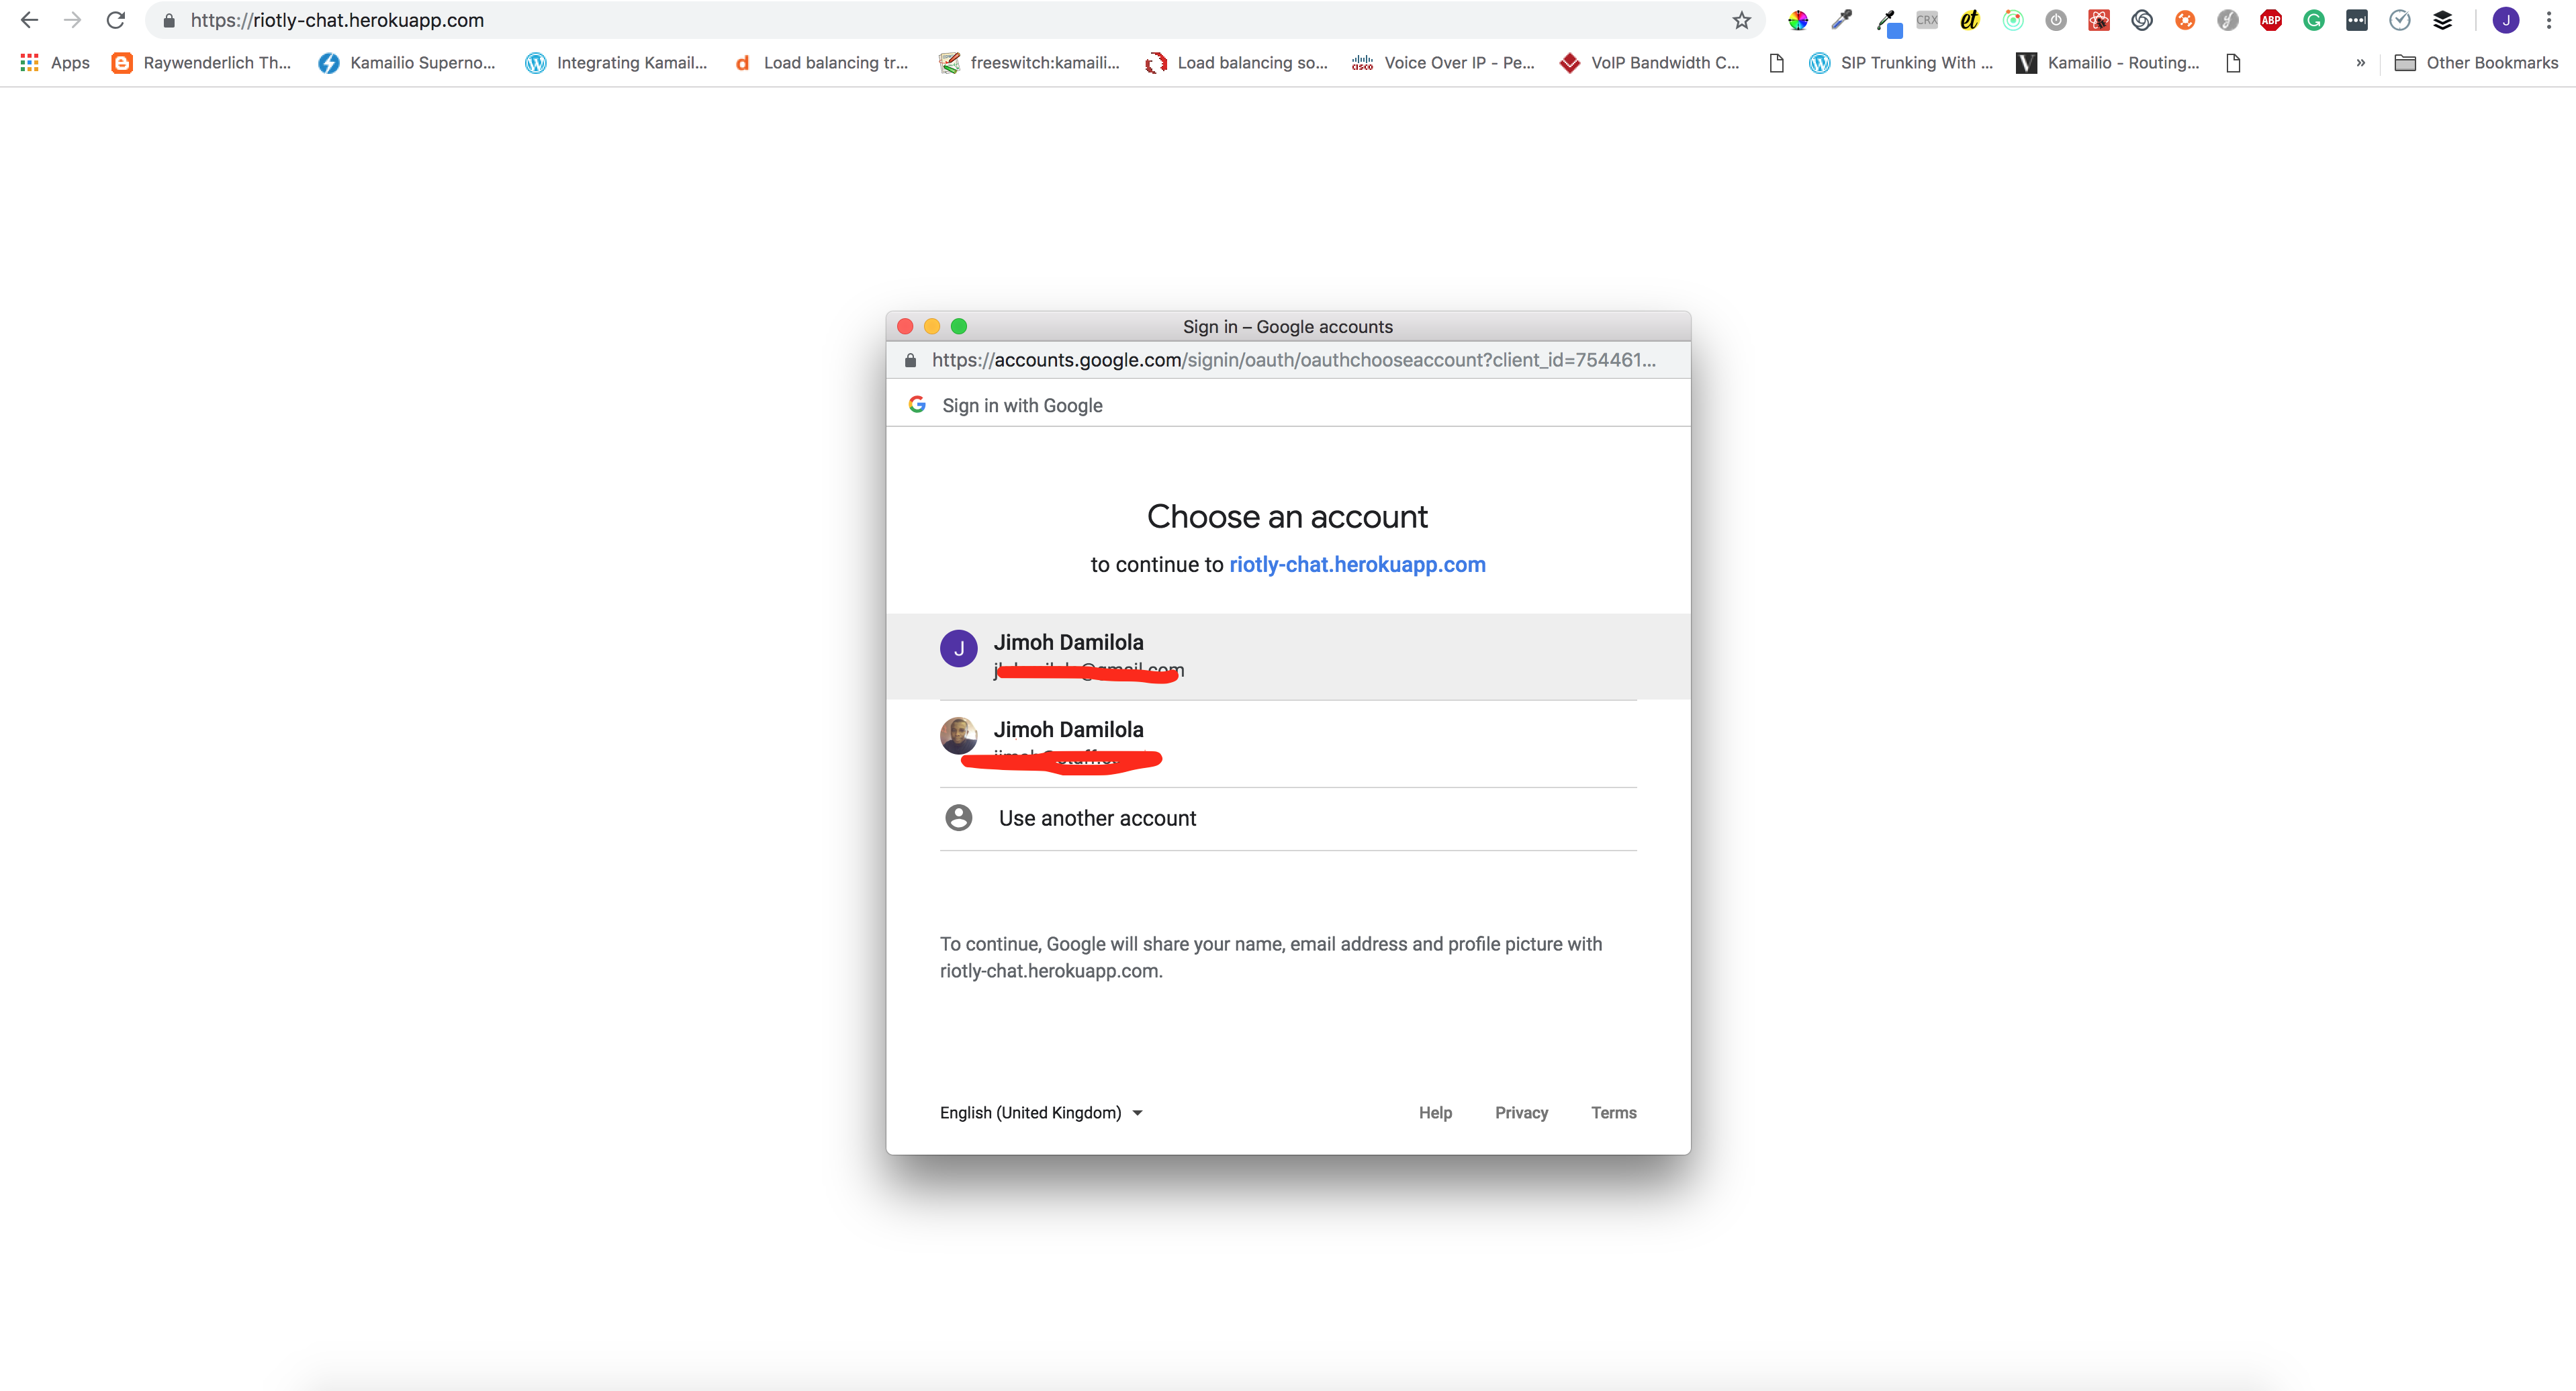 https://riotly-chat.herokuapp.com
CRX
et
ABP
J
Apps
Raywenderlich Th...
Kamailio Superno...
Integrating Kamail...
d
Load balancing tr...
freeswitch:kamaili...
Load balancing so...
cisco
Voice Over IP - Pe...
VoIP Bandwidth C...
SIP Trunking With ...
V
Kamailio - Routing...
»
Other Bookmarks
Sign in – Google accounts
https://accounts.google.com/signin/oauth/oauthchooseaccount?client_id=754461...
G Sign in with Google
Choose an account
to continue to riotly-chat.herokuapp.com
J
Jimoh Damilola
Jimoh Damilola
Use another account
To continue, Google will share your name, email address and profile picture with
riotly-chat.herokuapp.com.
English (United Kingdom)
Help
Privacy
Terms